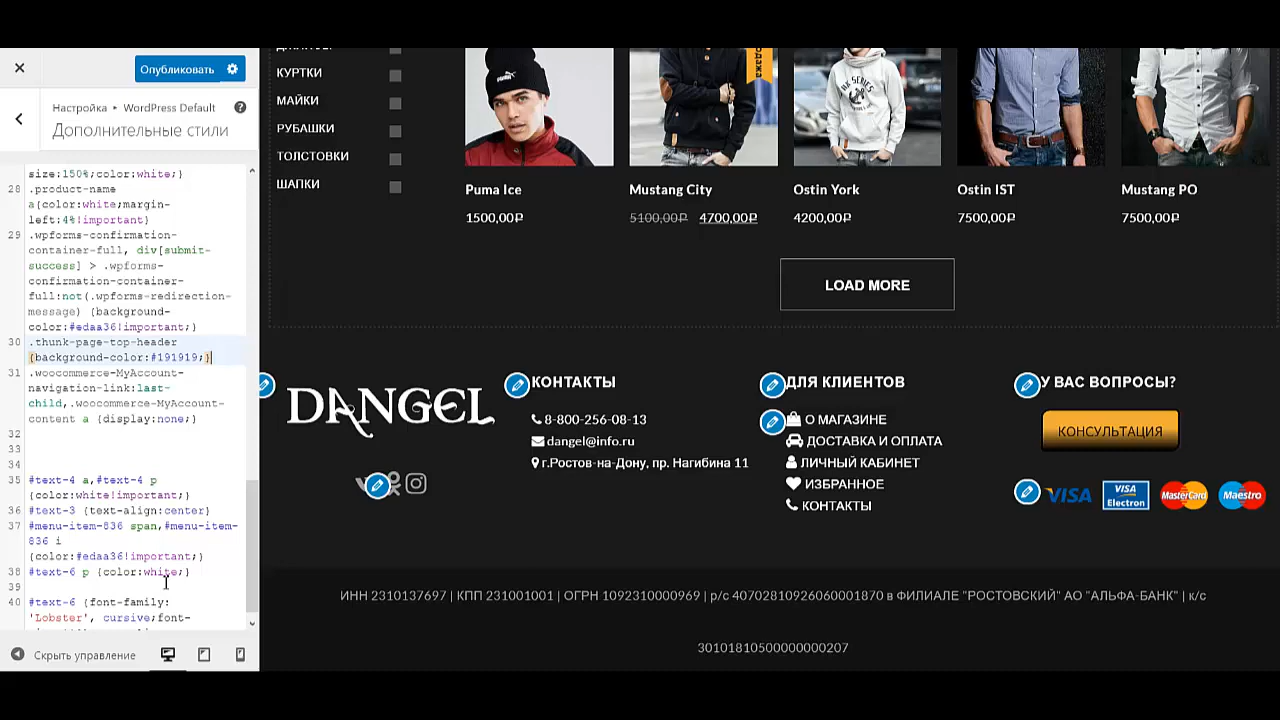 Опубликовать
Настройка ▸ WordPress Default
Дополнительные стили
size:150%;color:white;}
28 .product-name
a{color:white;margin-
left:4%!important}
29 .wpforms-confirmation-
container-full, div[submit-
success] > .wpforms-
confirmation-container-
full:not(.wpforms-redirection-
message) {background-
color:#edaa36!important;}
30 .thunk-page-top-header
{background-color:#191919;}
31 .woocommerce-MyAccount-
navigation-link:last-
child,.woocommerce-MyAccount-
content a {display:none;}
32
33
34
35 #text-4 a,#text-4 p
{color:white!important;}
36 #text-3 {text-align:center}
37 #menu-item-836 span,#menu-item-
836 i
{color:#edaa36!important;}
38 #text-6 p {color:white;}
39
40 #text-6 {font-family:
'Lobster', cursive;font-
Скрыть управление
КУРТКИ
МАЙКИ
РУБАШКИ
ТОЛСТОВКИ
ШАПКИ
Puma Ice
1500,00₽
Mustang City
5100,00₽ 4700,00₽
Ostin York
4200,00₽
Ostin IST
7500,00₽
Mustang PO
7500,00₽
LOAD MORE
DANGEL
КОНТАКТЫ
8-800-256-08-13
dangel@info.ru
г.Ростов-на-Дону, пр. Нагибина 11
ДЛЯ КЛИЕНТОВ
О МАГАЗИНЕ
ДОСТАВКА И ОПЛАТА
ЛИЧНЫЙ КАБИНЕТ
ИЗБРАННОЕ
КОНТАКТЫ
У ВАС ВОПРОСЫ?
КОНСУЛЬТАЦИЯ
VISA
VISA Electron
MasterCard
Maestro
ИНН 2310137697 | КПП 231001001 | ОГРН 1092310000969 | р/с 40702810926060001870 в ФИЛИАЛЕ "РОСТОВСКИЙ" АО "АЛЬФА-БАНК" | к/с
30101810500000000207